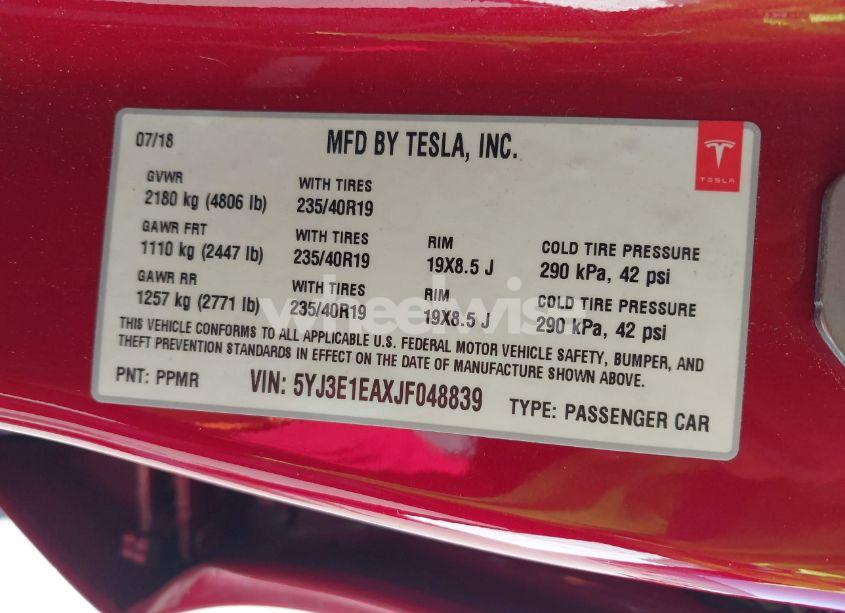 07/18 MFD BY TESLA, INC.
TESLA
GVWR WITH TIRES
2180 kg (4806 lb) 235/40R19
GAWR FRT WITH TIRES RIM COLD TIRE PRESSURE
1110 kg (2447 lb) 235/40R19 19X8.5 J 290 kPa, 42 psi
GAWR RR WITH TIRES RIM COLD TIRE PRESSURE
1257 kg (2771 lb) 235/40R19 19X8.5 J 290 kPa, 42 psi
wheelwise
THIS VEHICLE CONFORMS TO ALL APPLICABLE U.S. FEDERAL MOTOR VEHICLE SAFETY, BUMPER, AND
THEFT PREVENTION STANDARDS IN EFFECT ON THE DATE OF MANUFACTURE SHOWN ABOVE.
PNT: PPMR VIN: 5YJ3E1EAXJF048839 TYPE: PASSENGER CAR